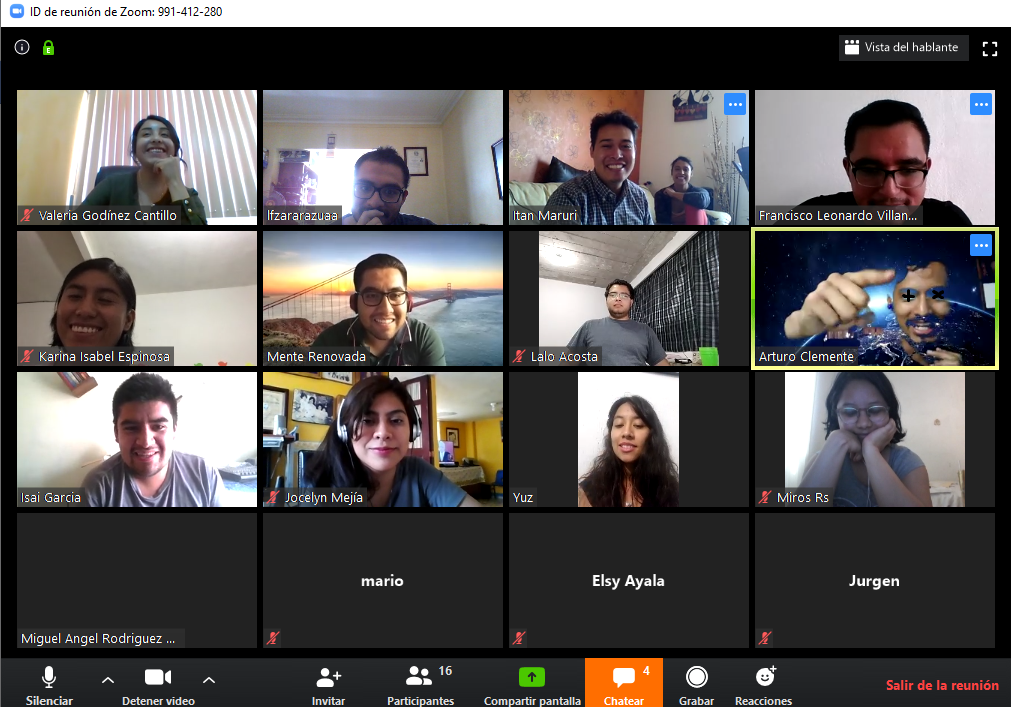 ID de reunión de Zoom: 991-412-280
Vista del hablante
Valeria Godínez Cantillo
lfzararazuaa
Itan Maruri
Francisco Leonardo Villan...
Karina Isabel Espinosa
Mente Renovada
Lalo Acosta
Arturo Clemente
Isai Garcia
Jocelyn Mejía
Yuz
Miros Rs
Miguel Angel Rodriguez ...
mario
Elsy Ayala
Jurgen
Silenciar
Detener video
Invitar
16
Participantes
Compartir pantalla
4
Chatear
Grabar
Reacciones
Salir de la reunión